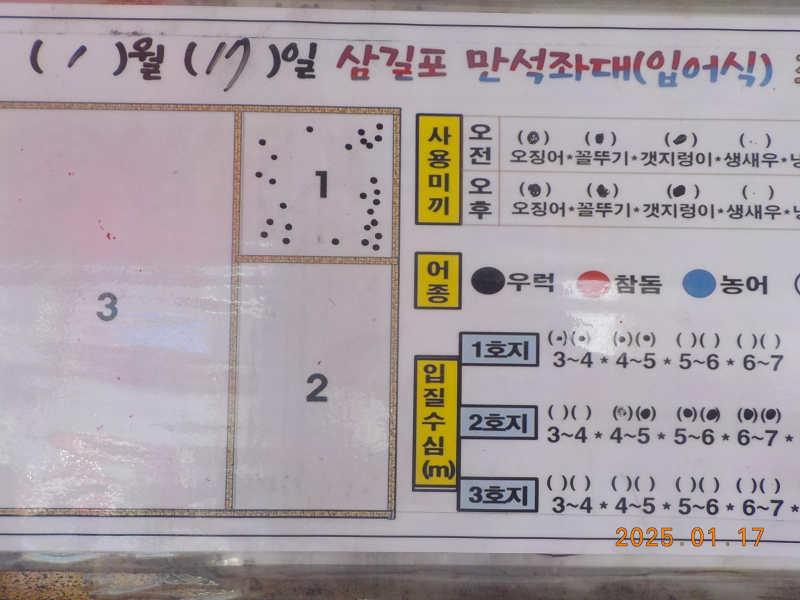 ( 1 )월 ( 17 )일 삼길포 만석좌대(입어식)
1
2
3
사용미끼
오전
오징어*꼴뚜기*갯지렁이*생새우*
오후
오징어*꼴뚜기*갯지렁이*생새우*
어종
우럭 참돔 농어
입질수심(m)
1호지
(·)(·) (·)(·) ( )( ) ( )( )
3~4 * 4~5 * 5~6 * 6~7
2호지
( )( ) (●)(●) (●)(●) (●)(●)
3~4 * 4~5 * 5~6 * 6~7 *
3호지
( )( ) ( )( ) ( )( ) ( )( )
3~4 * 4~5 * 5~6 * 6~7 *
2025.01.17